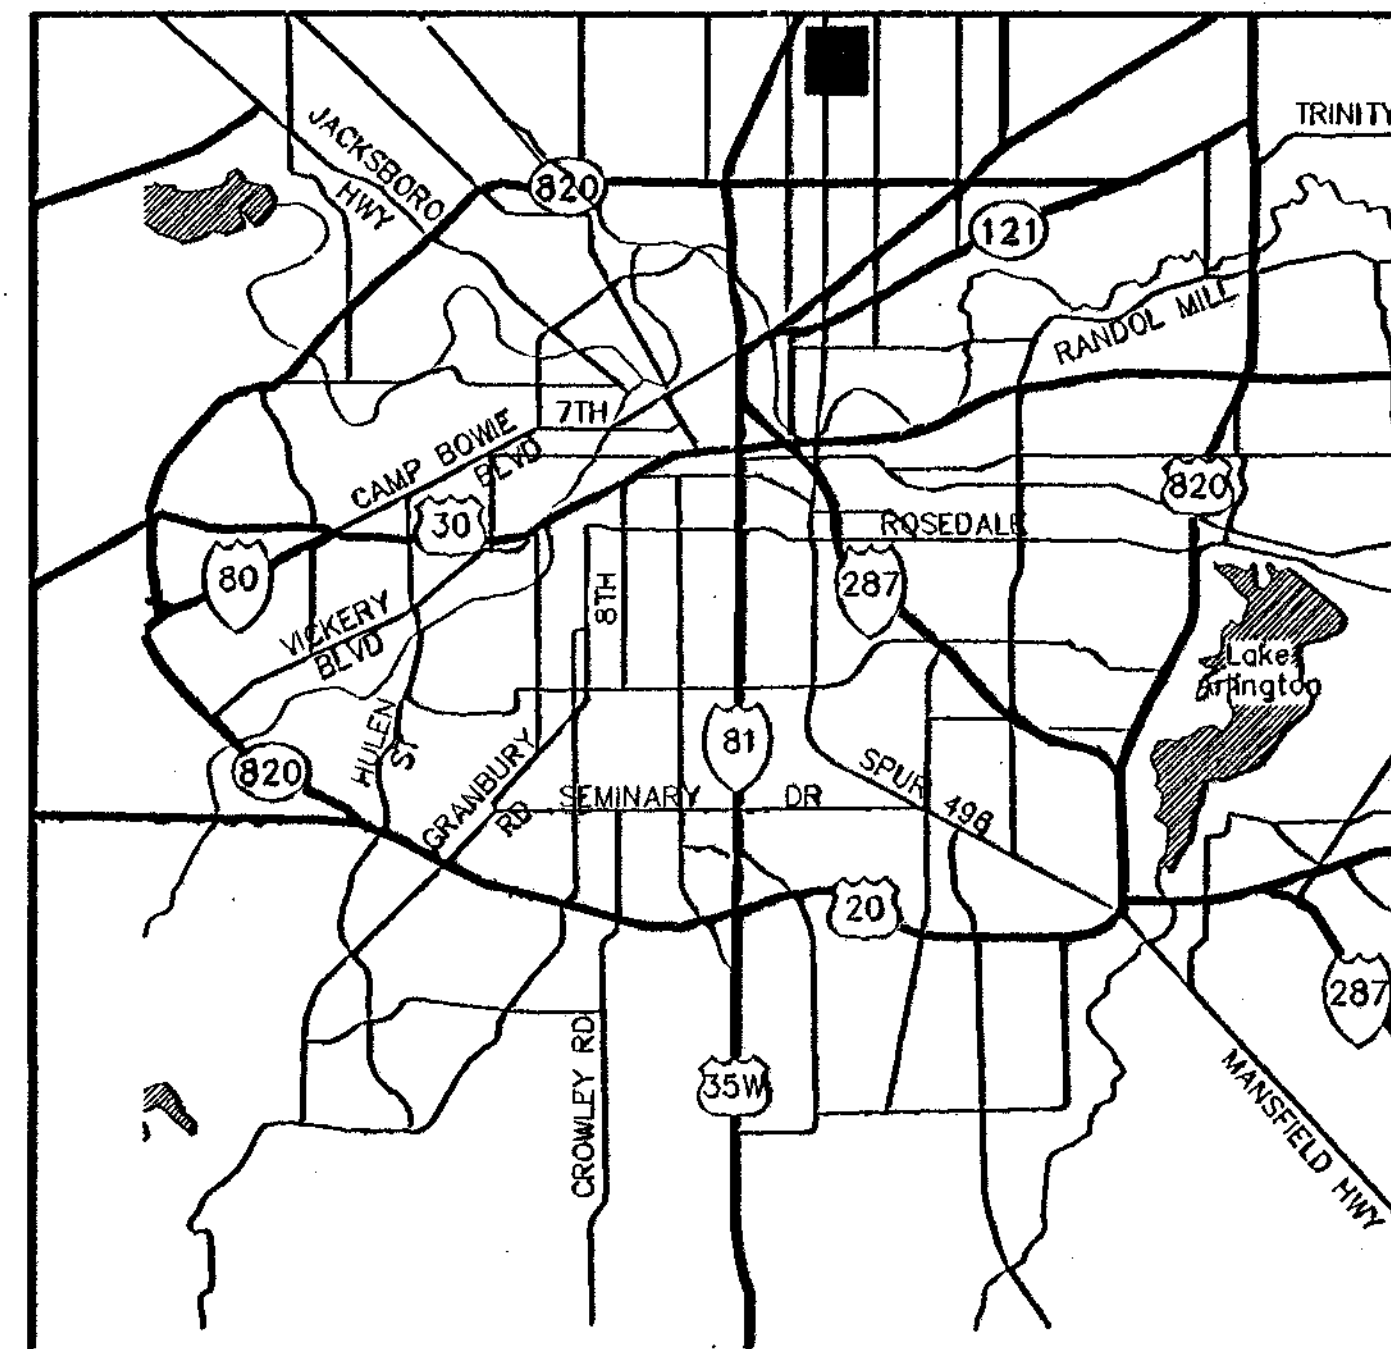 TRINITY
JACKSBORO
HWY
820
121
RANDOL MILL
7TH
CAMP BOWIE
BLVD
820
30
ROSEDALE
80
287
8TH
VICKERY
BLVD
Lake
Arlington
HULEN
ST
81
820
GRANBURY
RD
SEMINARY DR
SPUR 496
20
287
CROWLEY RD
35W
MANSFIELD HWY